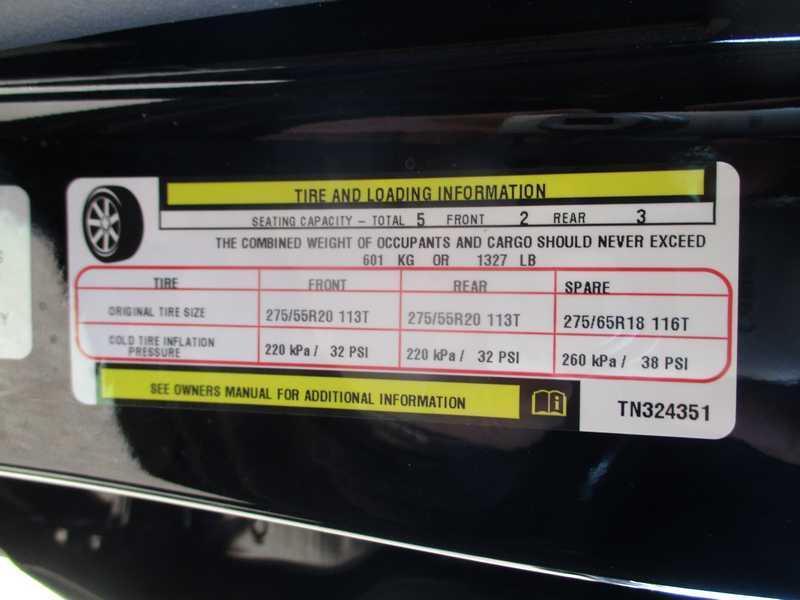 TIRE AND LOADING INFORMATION
SEATING CAPACITY – TOTAL 5 FRONT 2 REAR 3
THE COMBINED WEIGHT OF OCCUPANTS AND CARGO SHOULD NEVER EXCEED
601 KG OR 1327 LB
TIRE FRONT REAR SPARE
ORIGINAL TIRE SIZE 275/55R20 113T 275/55R20 113T 275/65R18 116T
COLD TIRE INFLATION
PRESSURE 220 kPa / 32 PSI 220 kPa / 32 PSI 260 kPa / 38 PSI
SEE OWNERS MANUAL FOR ADDITIONAL INFORMATION
TN324351